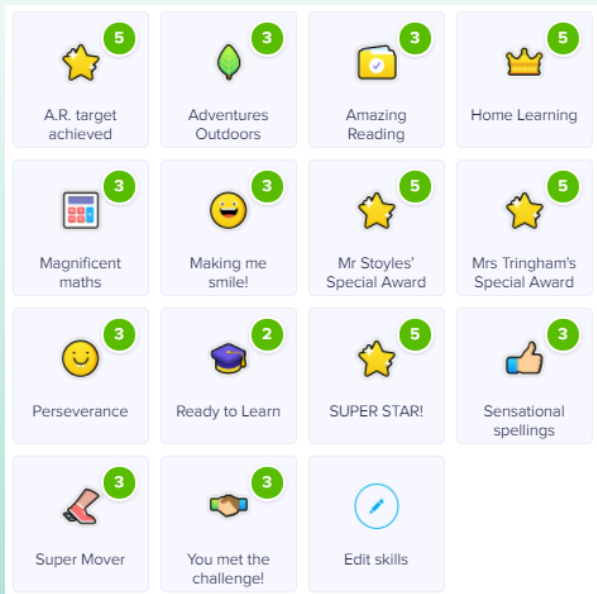 5
3
3
5
A.R. target
achieved
Adventures
Outdoors
Amazing
Reading
Home Learning
3
3
5
5
Magnificent
maths
Making me
smile!
Mr Stoyles’
Special Award
Mrs Tringham's
Special Award
3
2
5
3
Perseverance
Ready to Learn
SUPER STAR!
Sensational
spellings
3
3
Super Mover
You met the
challenge!
Edit skills